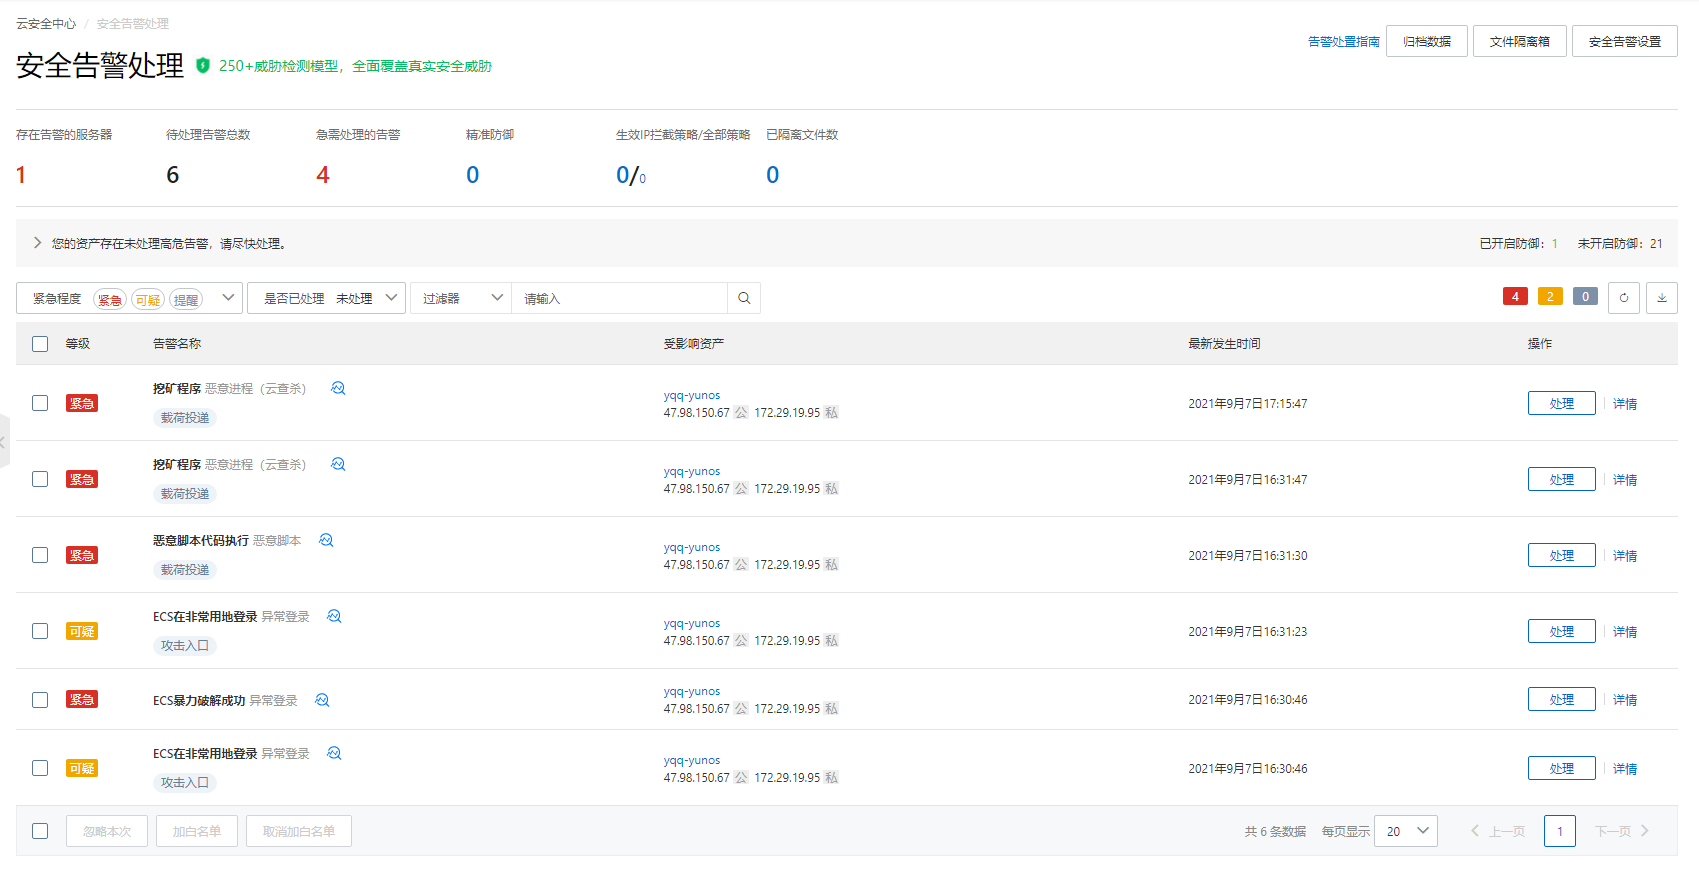 云安全中心 / 安全告警处理
安全告警处理 250+威胁检测模型，全面覆盖真实安全威胁
告警处置指南 归档数据 文件隔离箱 安全告警设置
存在告警的服务器 待处理告警总数 急需处理的告警 精准防御 生效IP拦截策略/全部策略 已隔离文件数
1 6 4 0 0/0 0
您的资产存在未处理高危告警，请尽快处理。 已开启防御：1 未开启防御：21
紧急程度 紧急 可疑 提醒 是否已处理 未处理 过滤器 请输入 4 2 0
等级 告警名称 受影响资产 最新发生时间 操作
紧急 挖矿程序 恶意进程（云查杀） 载荷投递 yqq-yunos 47.98.150.67 公 172.29.19.95 私 2021年9月7日17:15:47 处理 详情
紧急 挖矿程序 恶意进程（云查杀） 载荷投递 yqq-yunos 47.98.150.67 公 172.29.19.95 私 2021年9月7日16:31:47 处理 详情
紧急 恶意脚本代码执行 恶意脚本 载荷投递 yqq-yunos 47.98.150.67 公 172.29.19.95 私 2021年9月7日16:31:30 处理 详情
可疑 ECS在非常用地登录 异常登录 攻击入口 yqq-yunos 47.98.150.67 公 172.29.19.95 私 2021年9月7日16:31:23 处理 详情
紧急 ECS暴力破解成功 异常登录 yqq-yunos 47.98.150.67 公 172.29.19.95 私 2021年9月7日16:30:46 处理 详情
可疑 ECS在非常用地登录 异常登录 攻击入口 yqq-yunos 47.98.150.67 公 172.29.19.95 私 2021年9月7日16:30:46 处理 详情
忽略本次 加白名单 取消加白名单 共 6 条数据 每页显示 20 上一页 1 下一页